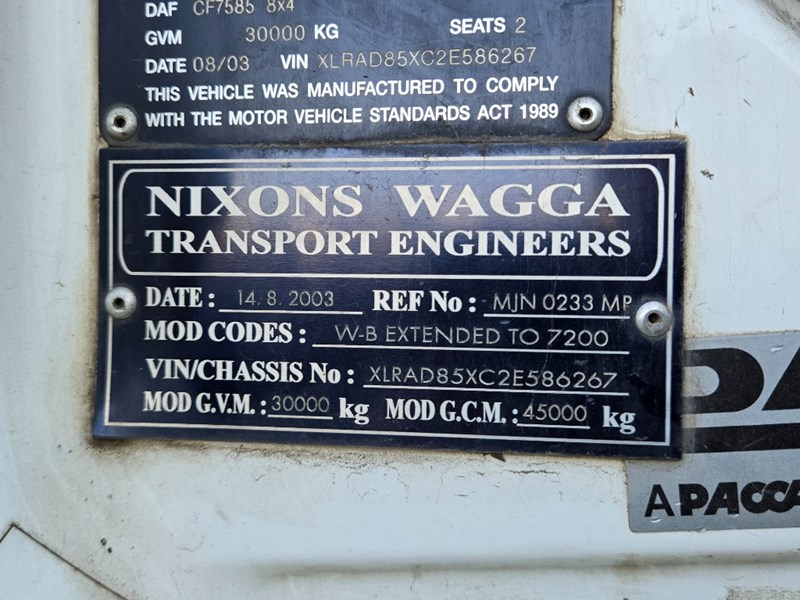 DAF CF7585 8x4
GVM 30000 KG SEATS 2
DATE 08/03 VIN XLRAD85XC2E586267
THIS VEHICLE WAS MANUFACTURED TO COMPLY
WITH THE MOTOR VEHICLE STANDARDS ACT 1989
NIXONS WAGGA
TRANSPORT ENGINEERS
DATE : 14.8.2003 REF No : MJN 0233 MP
MOD CODES : W-B EXTENDED TO 7200
VIN/CHASSIS No : XLRAD85XC2E586267
MOD G.V.M. : 30000 kg MOD G.C.M. : 45000 kg
A PACCA